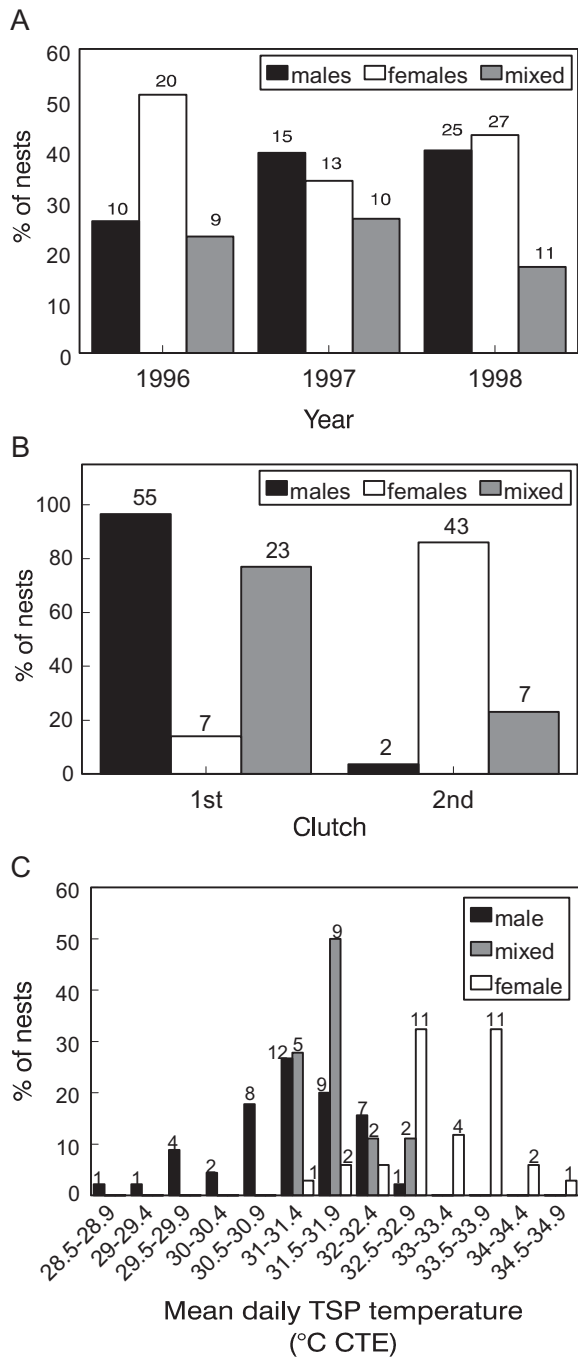 A
60
50
40
30
20
10
0
% of nests
males females mixed
10 20 9
15 13 10
25 27 11
1996 1997 1998
Year
B
100
80
60
40
20
0
% of nests
males females mixed
55 7 23
2 43 7
1st 2nd
Clutch
C
60
50
40
30
20
10
0
% of nests
male
mixed
female
1 1 4 2 8 12 5 1 9 9 2 7 2 1 2 11 4 11 2 1
28.5-28.9
29-29.4
29.5-29.9
30-30.4
30.5-30.9
31-31.4
31.5-31.9
32-32.4
32.5-32.9
33-33.4
33.5-33.9
34-34.4
34.5-34.9
Mean daily TSP temperature
(°C CTE)